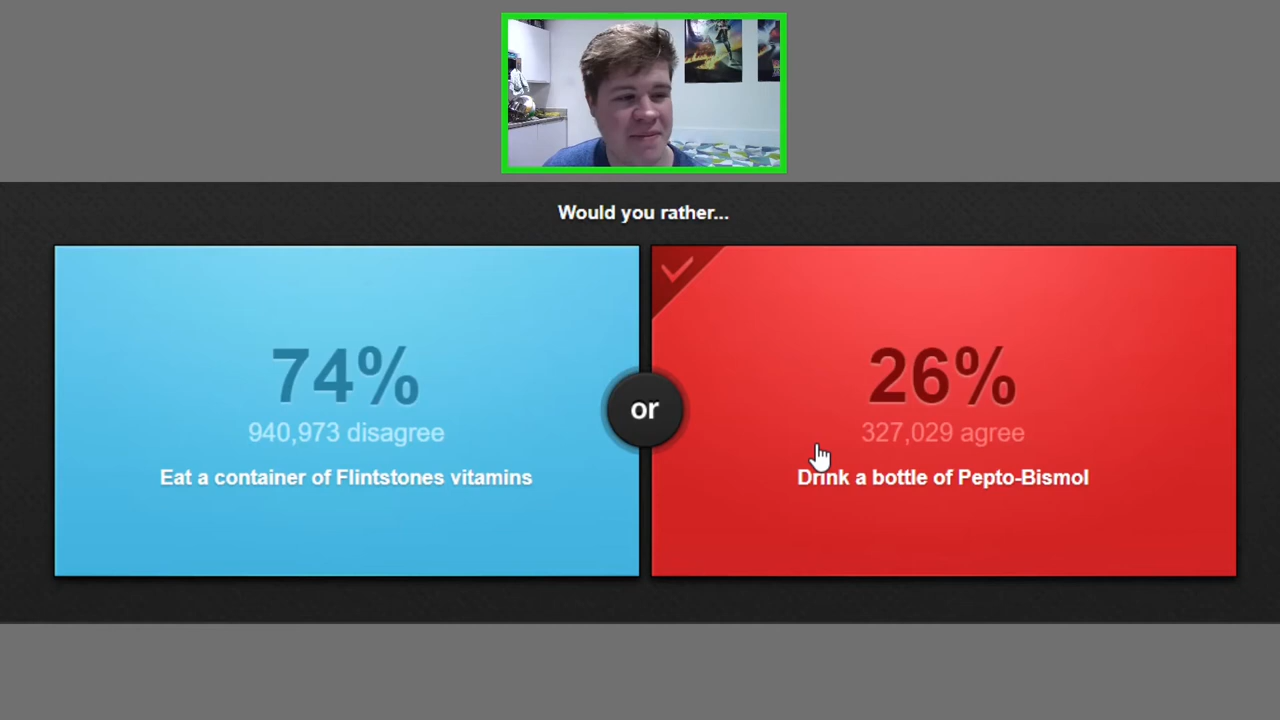 Would you rather...
74%
940,973 disagree
Eat a container of Flintstones vitamins
or
26%
327,029 agree
Drink a bottle of Pepto-Bismol